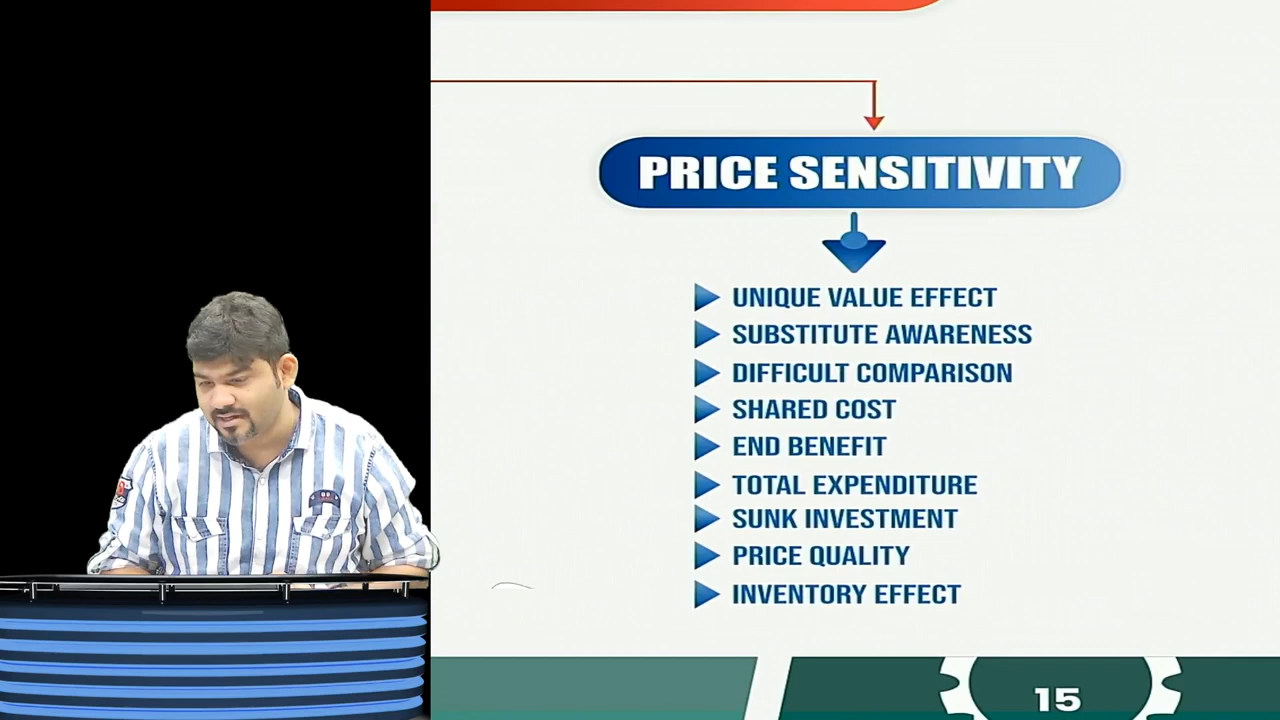 PRICE SENSITIVITY
UNIQUE VALUE EFFECT
SUBSTITUTE AWARENESS
DIFFICULT COMPARISON
SHARED COST
END BENEFIT
TOTAL EXPENDITURE
SUNK INVESTMENT
PRICE QUALITY
INVENTORY EFFECT
15